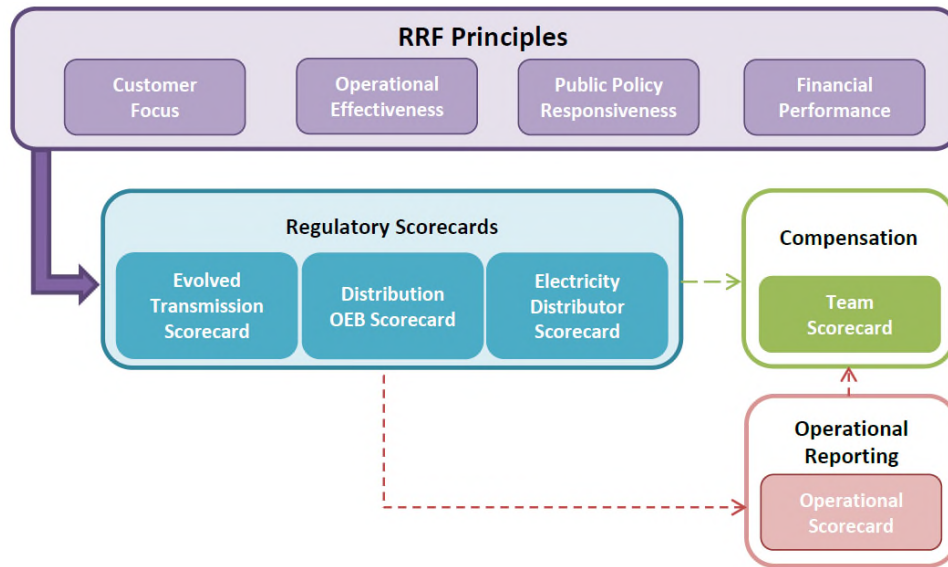 RRF Principles
Customer
Focus
Operational
Effectiveness
Public Policy
Responsiveness
Financial
Performance
Regulatory Scorecards
Evolved
Transmission
Scorecard
Distribution
OEB Scorecard
Electricity
Distributor
Scorecard
Compensation
Team
Scorecard
Operational
Reporting
Operational
Scorecard